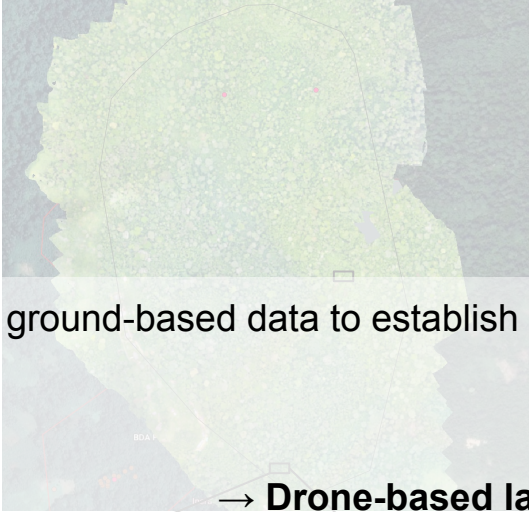 ground-based data to establish
→ Drone-based la